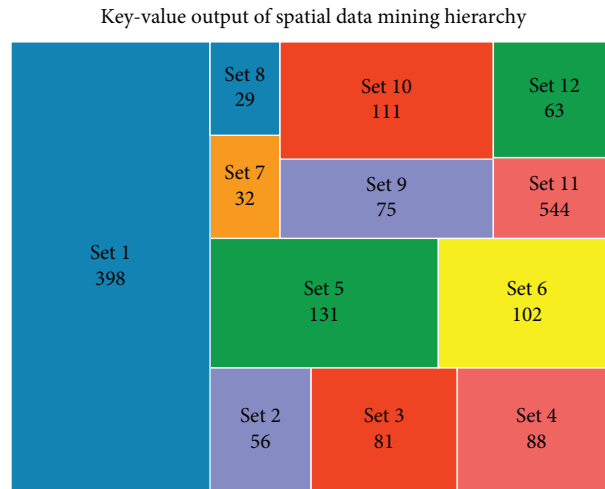 Key-value output of spatial data mining hierarchy
Set 1
398
Set 8
29
Set 7
32
Set 10
111
Set 9
75
Set 12
63
Set 11
544
Set 5
131
Set 6
102
Set 2
56
Set 3
81
Set 4
88